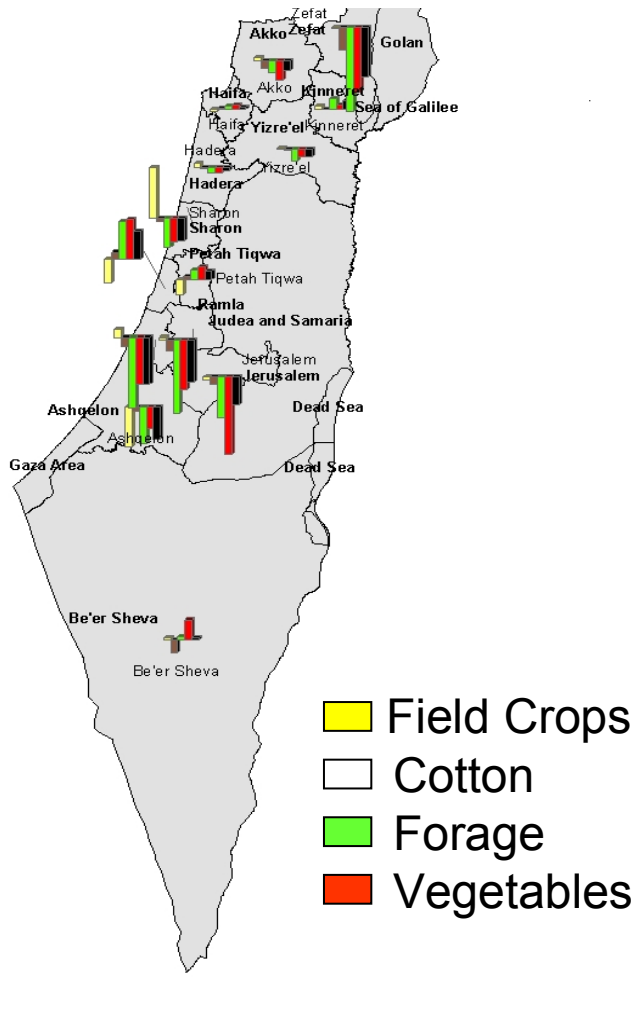 Zefat
Akko
Zefat
Golan
Akko
Kinneret
Haifa
Sea of Galilee
Haifa
Yizre'el
Kinneret
Hadera
Yizre'el
Hadera
Sharon
Sharon
Petah Tiqwa
Petah Tiqwa
Ramla
Judea and Samaria
Jerusalem
Jerusalem
Ashqelon
Dead Sea
Ashqelon
Gaza Area
Dead Sea
Be'er Sheva
Be'er Sheva
Field Crops
Cotton
Forage
Vegetables